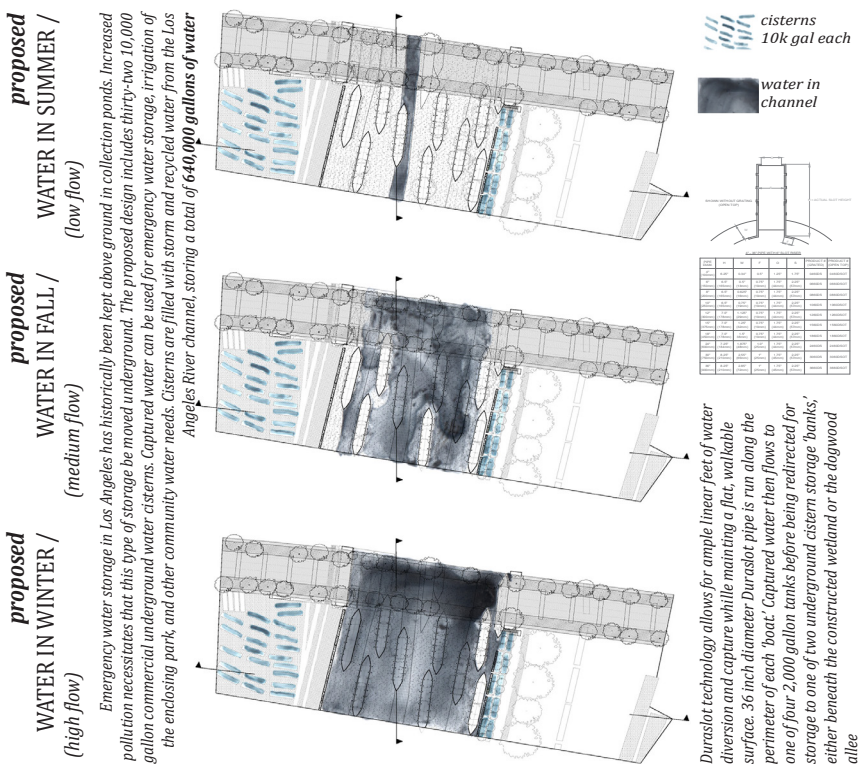 proposed
WATER IN WINTER /
(high flow)
proposed
WATER IN FALL /
(medium flow)
proposed
WATER IN SUMMER /
(low flow)
Emergency water storage in Los Angeles has historically been kept above ground in collection ponds. Increased
pollution necessitates that this type of storage be moved underground. The proposed design includes thirty-two 10,000
gallon commercial underground water cisterns. Captured water can be used for emergency water storage, irrigation of
the enclosing park, and other community water needs. Cisterns are filled with storm and recycled water from the Los
Angeles River channel, storing a total of 640,000 gallons of water
cisterns
10k gal each
water in
channel
Duraslot technology allows for ample linear feet of water
diversion and capture whille mainting a flat, walkable
surface. 36 inch diameter Duraslot pipe is run along the
perimeter of each 'boat.' Captured water then flows to
one of four 2,000 gallon tanks before being redirected for
storage to one of two underground cistern storage 'banks,'
either beneath the constructed wetland or the dogwood
allee